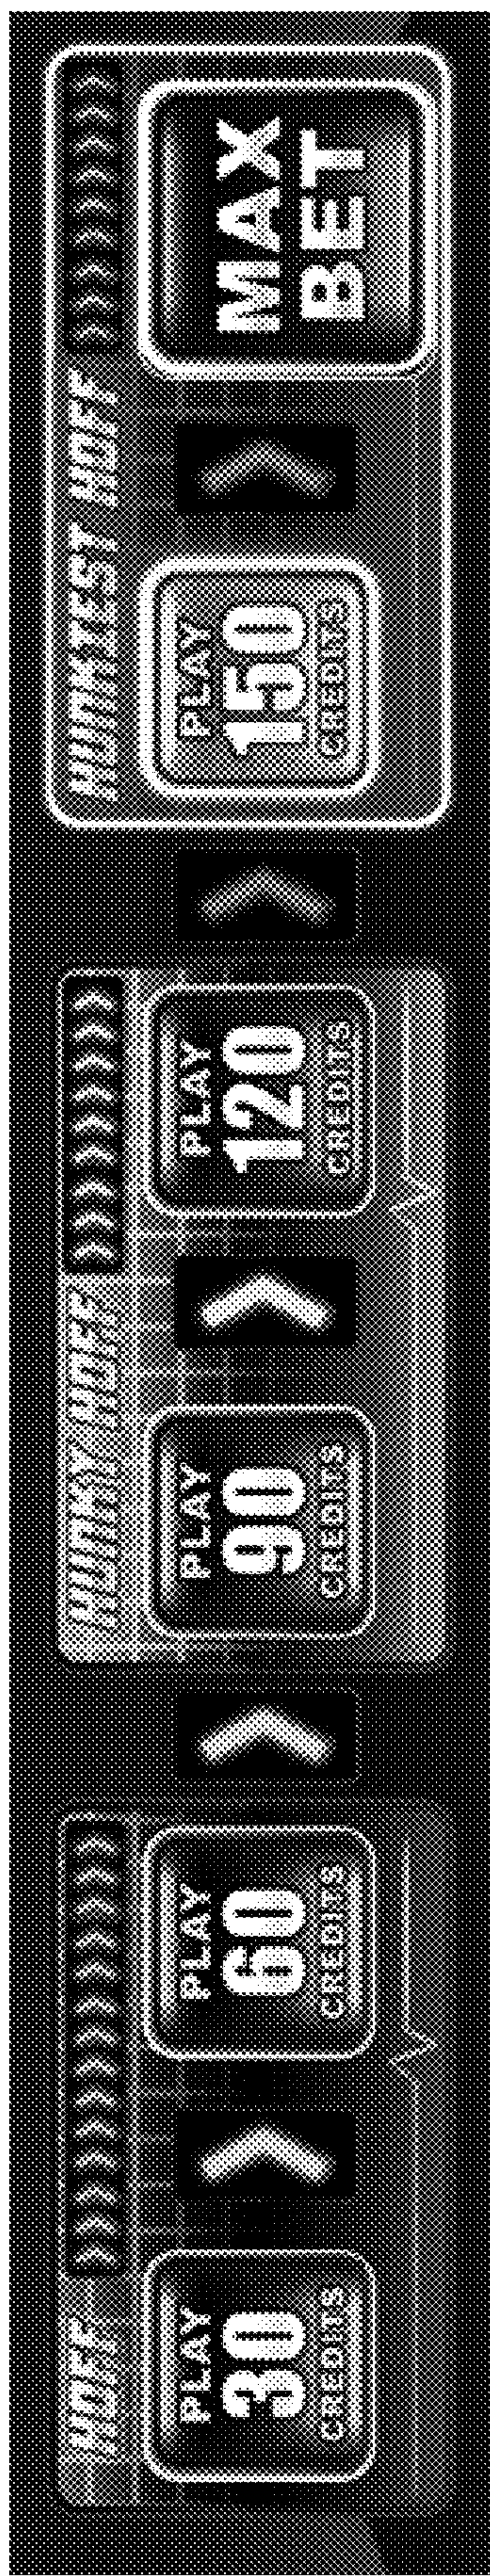 HOFF
PLAY
30
CREDITS
PLAY
60
CREDITS
HUNKY HOFF
PLAY
90
CREDITS
PLAY
120
CREDITS
HUNKIEST HOFF
PLAY
150
CREDITS
MAX
BET